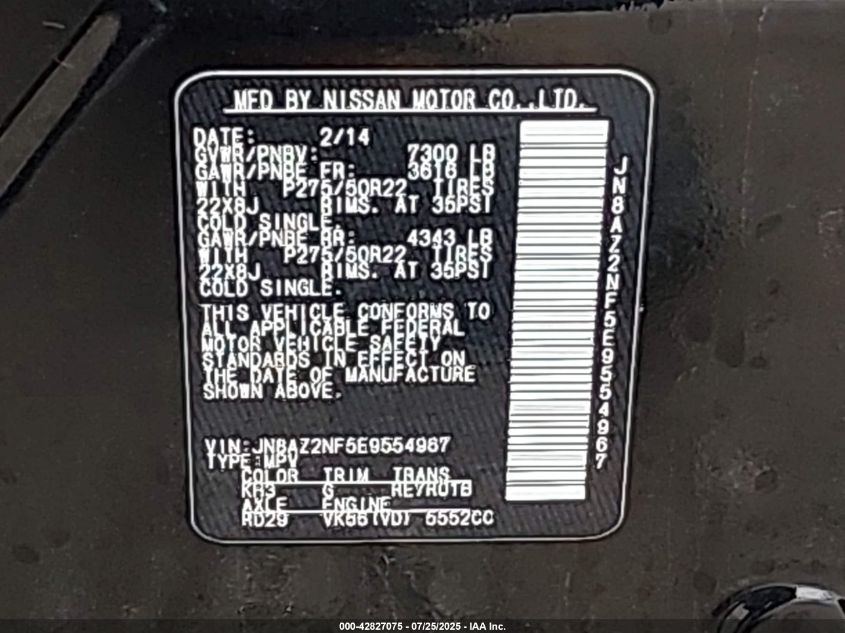 MFD BY NISSAN MOTOR CO.,LTD.
DATE: 2/14
GVWR/PNBV: 7300 LB
GAWR/PNBE FR: 3616 LB
WITH P275/50R22 TIRES
22X8J RIMS. AT 35PSI
COLD SINGLE.
GAWR/PNBE RR: 4343 LB
WITH P275/50R22 TIRES
22X8J RIMS. AT 35PSI
COLD SINGLE.
THIS VEHICLE CONFORMS TO
ALL APPLICABLE FEDERAL
MOTOR VEHICLE SAFETY
STANDARDS IN EFFECT ON
THE DATE OF MANUFACTURE
SHOWN ABOVE.
VIN:JN8AZ2NF5E9554967
TYPE:MPV
COLOR TRIM TRANS
KH3 G RE7R01B
AXLE ENGINE
RD29 VK56(VD) 5552CC
JN8AZ2NF5E9554967
000-42827075 - 07/25/2025 - IAA Inc.